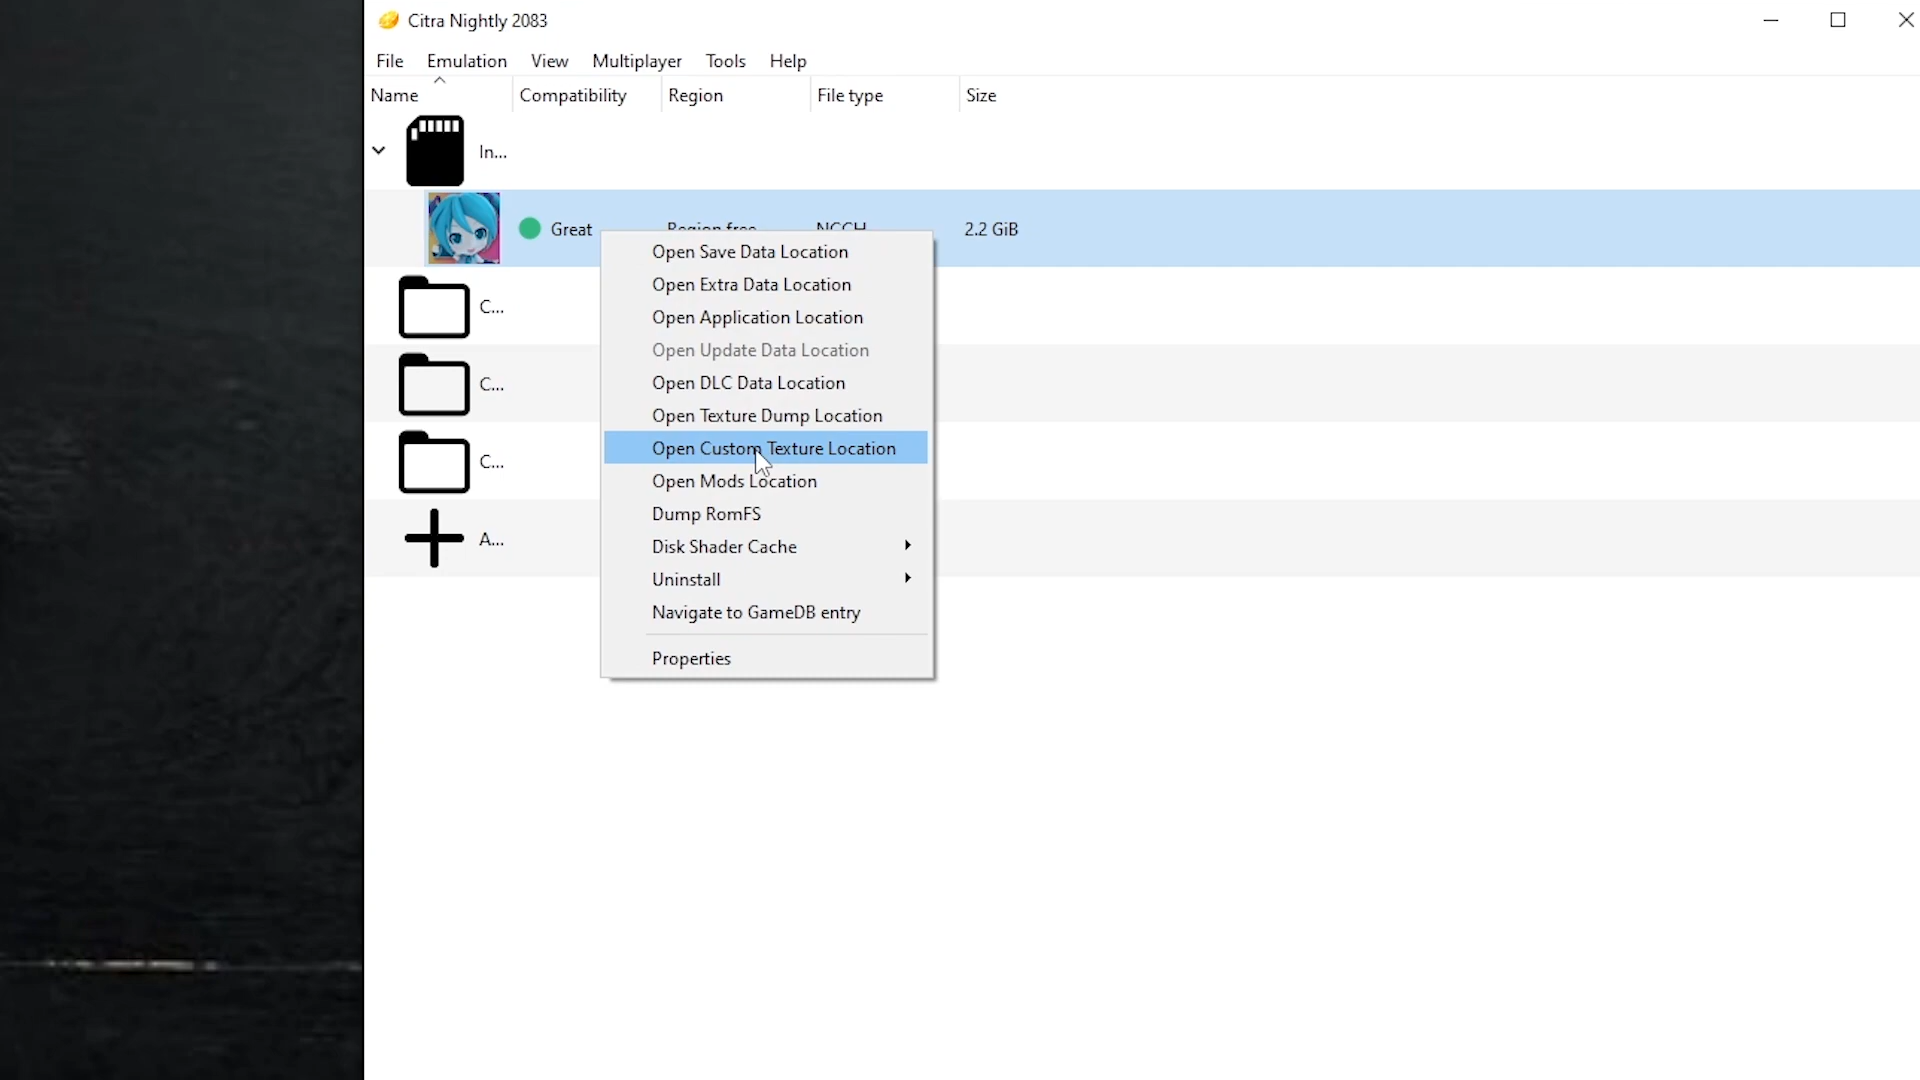 Citra Nightly 2083
File Emulation View Multiplayer Tools Help
Name Compatibility Region File type Size
In...
Great Region free NCCH 2.2 GiB
C...
C...
C...
A...
Open Save Data Location
Open Extra Data Location
Open Application Location
Open Update Data Location
Open DLC Data Location
Open Texture Dump Location
Open Custom Texture Location
Open Mods Location
Dump RomFS
Disk Shader Cache
Uninstall
Navigate to GameDB entry
Properties